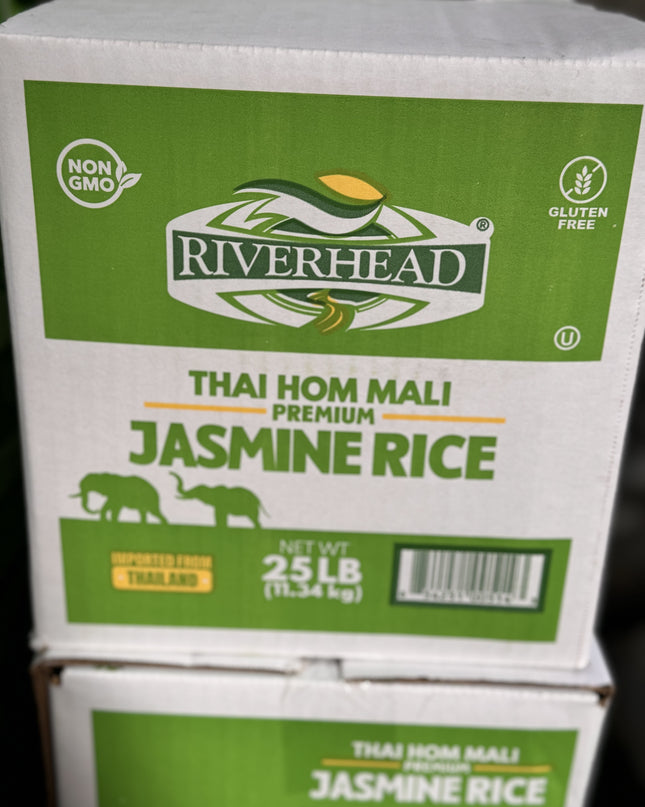 NON
GMO
GLUTEN
FREE
RIVERHEAD®
U
THAI HOM MALI
PREMIUM
JASMINE RICE
IMPORTED FROM
THAILAND
NET WT
25 LB
(11.34 kg)
THAI HOM MALI
PREMIUM
JASMINE RICE